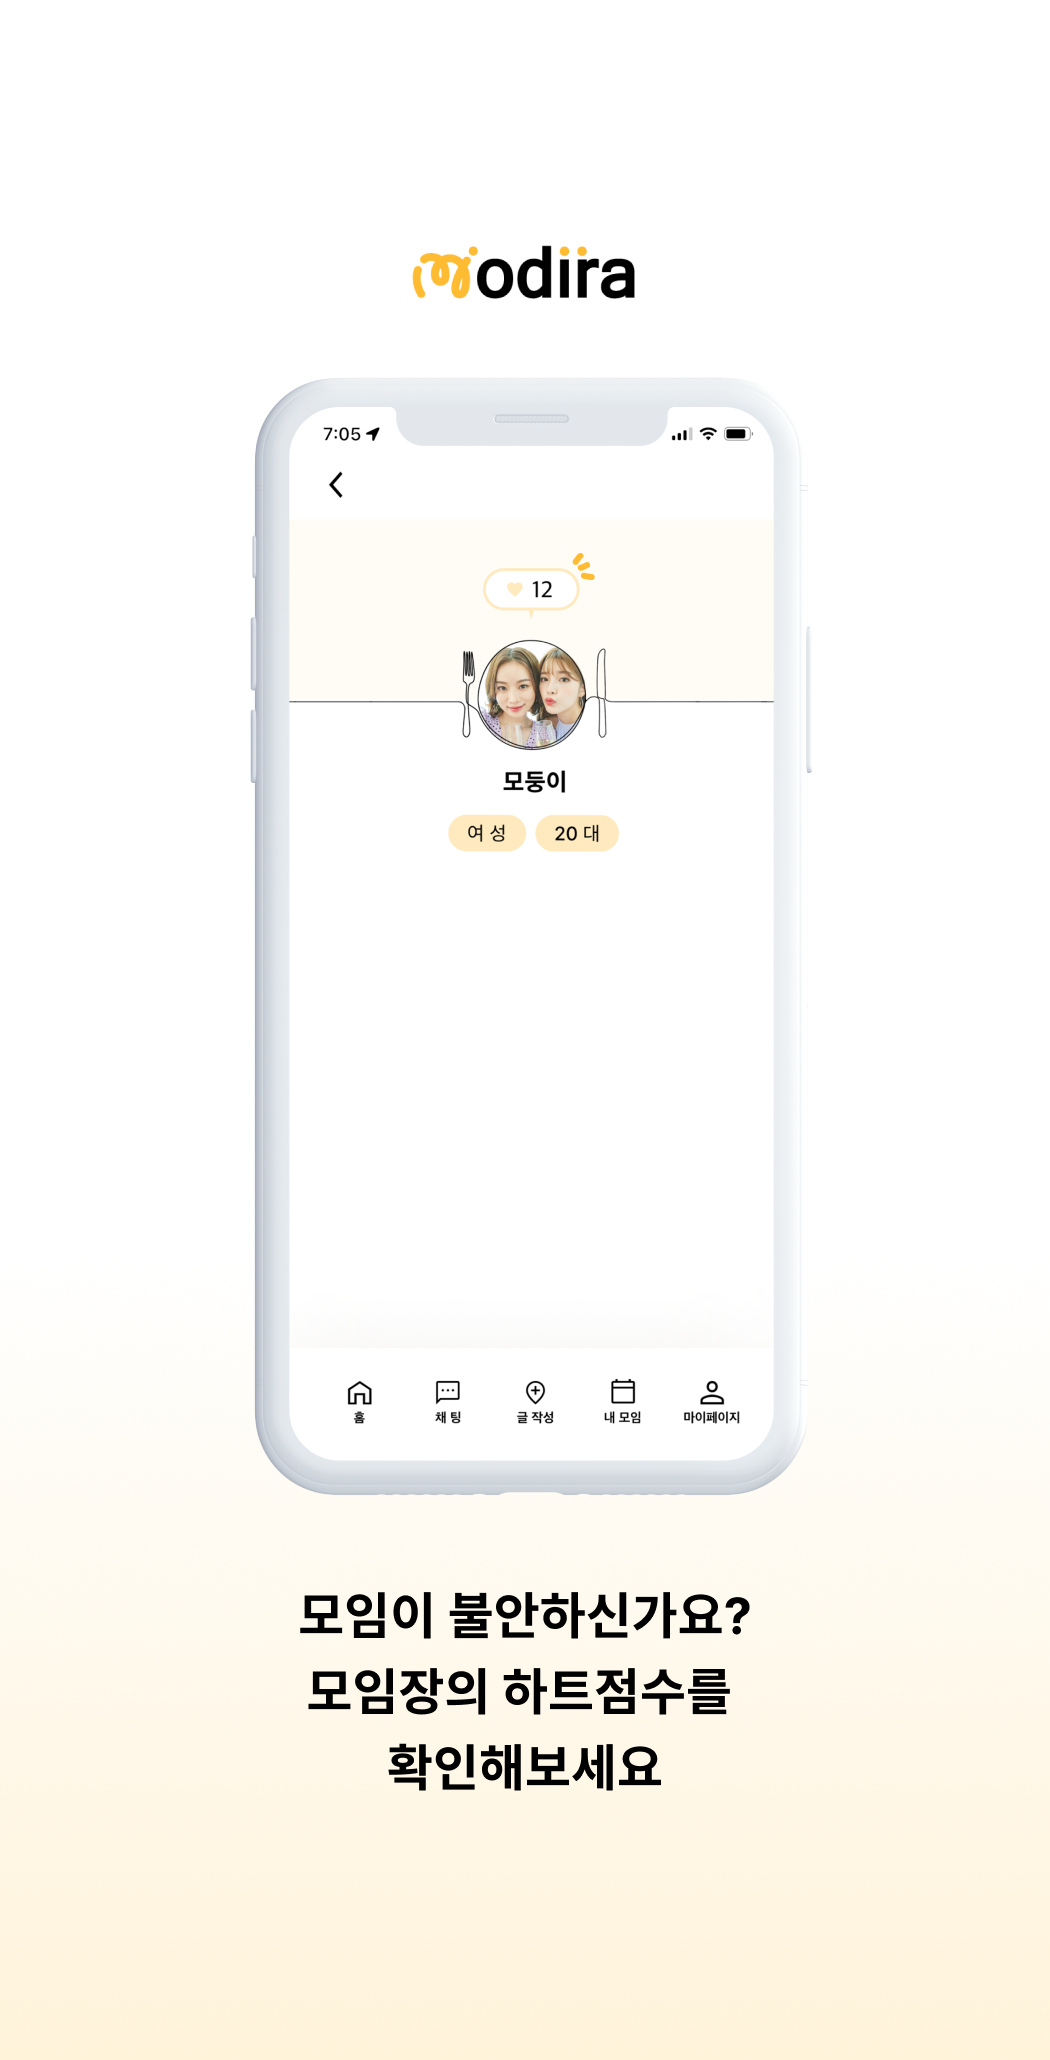 modira
7:05
12
모둥이
여 성
20 대
홈
채 팅
글 작성
내 모임
마이페이지
모임이 불안하신가요?
모임장의 하트점수를
확인해보세요